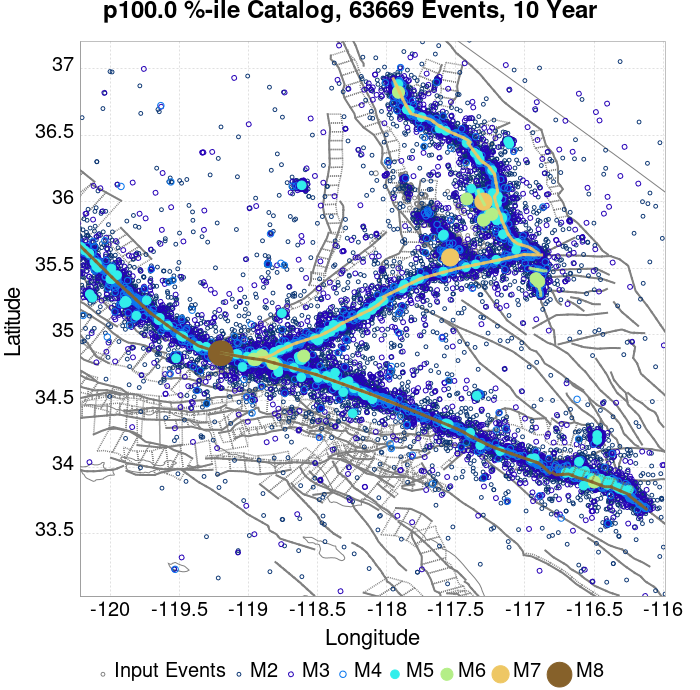 p100.0 %-ile Catalog, 63669 Events, 10 Year
37
36.5
36
35.5
35
34.5
34
33.5
Latitude
-120 -119.5 -119 -118.5 -118 -117.5 -117 -116.5 -116
Longitude
Input Events M2 M3 M4 M5 M6 M7 M8